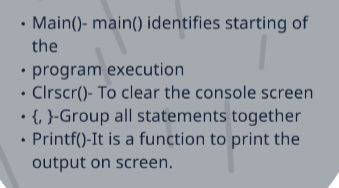 • Main()- main() identifies starting of
the
• program execution
• Clrscr()- To clear the console screen
• {, }-Group all statements together
• Printf()-It is a function to print the
output on screen.